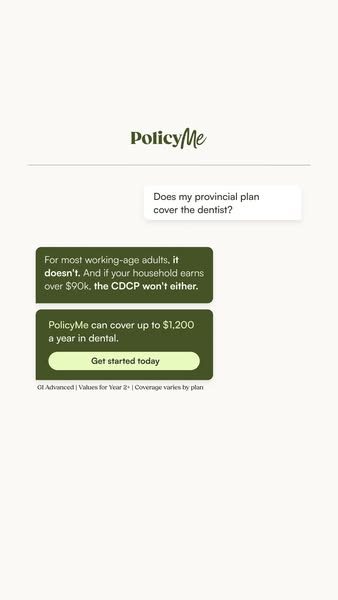 PolicyMe
Does my provincial plan
cover the dentist?
For most working-age adults, it
doesn't. And if your household earns
over $90k, the CDCP won't either.
PolicyMe can cover up to $1,200
a year in dental.
Get started today
GI Advanced | Values for Year 2+ | Coverage varies by plan